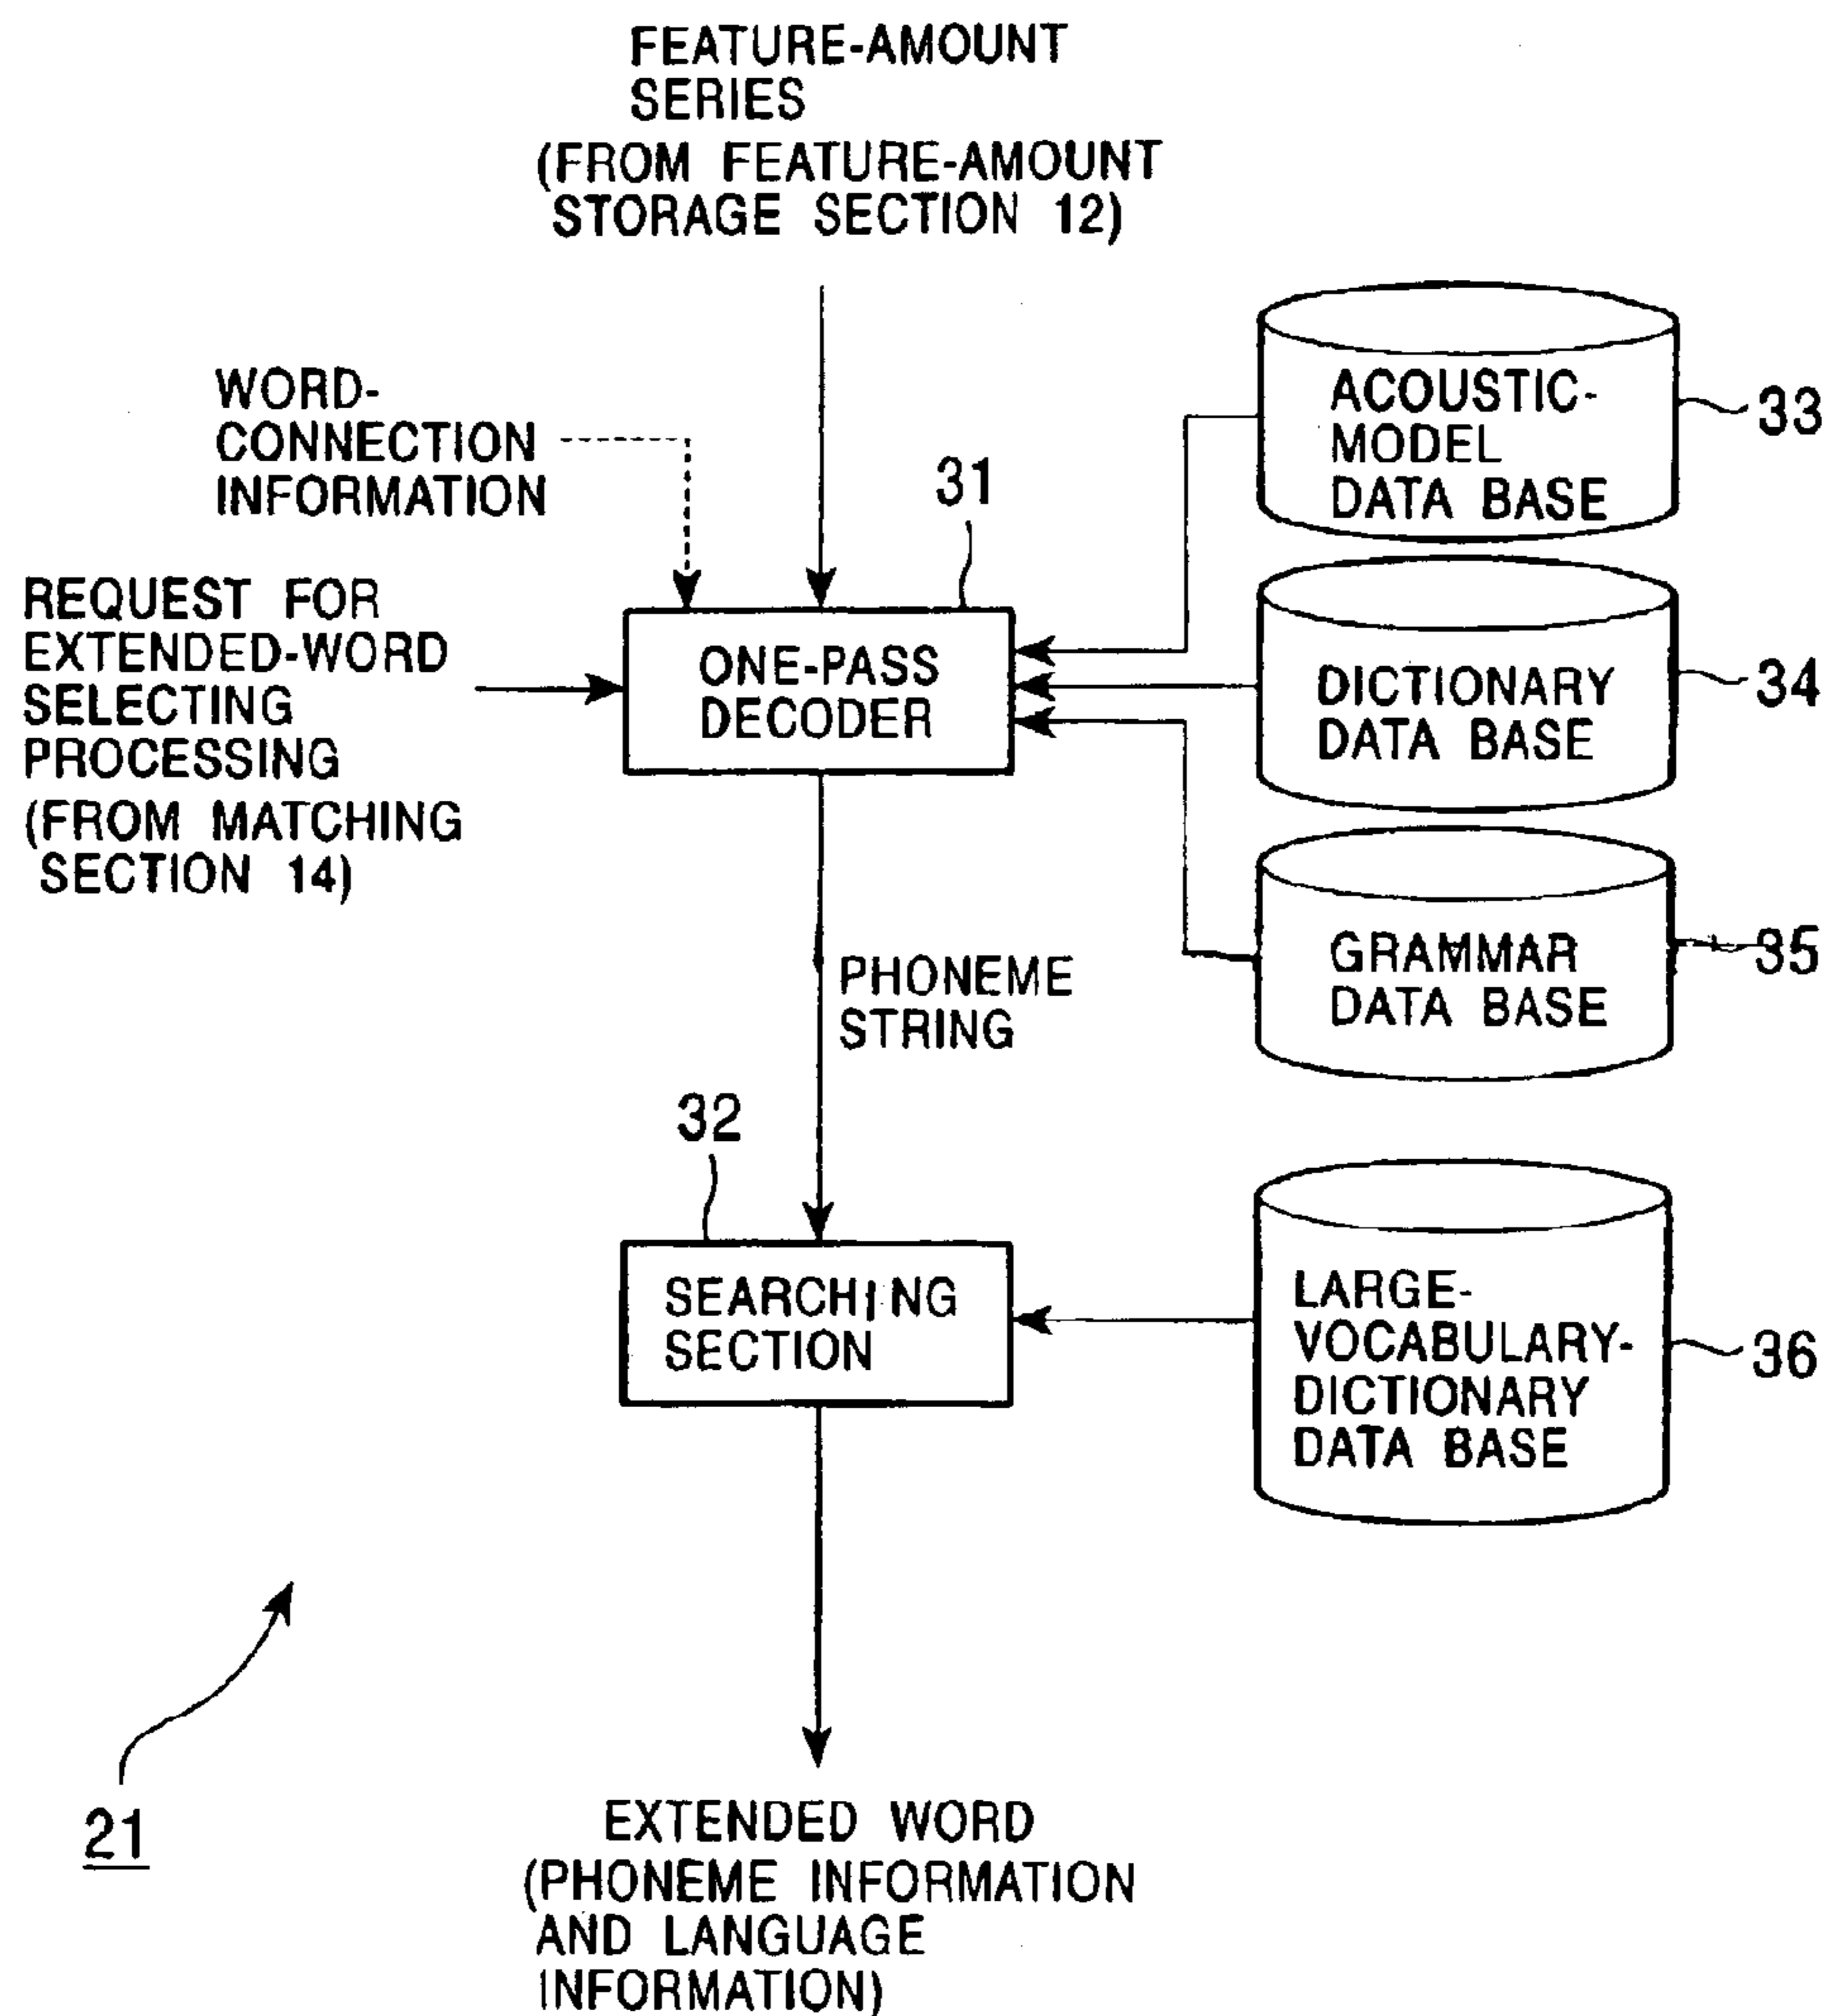 FEATURE-AMOUNT
SERIES
(FROM FEATURE-AMOUNT
STORAGE SECTION 12)
WORD-
CONNECTION
INFORMATION
31
REQUEST FOR
EXTENDED-WORD
SELECTING
PROCESSING
(FROM MATCHING
SECTION 14)
ONE-PASS
DECODER
ACOUSTIC-
MODEL
DATA BASE
33
DICTIONARY
DATA BASE
34
GRAMMAR
DATA BASE
35
PHONEME
STRING
32
SEARCHING
SECTION
LARGE-
VOCABULARY-
DICTIONARY
DATA BASE
36
21
EXTENDED WORD
(PHONEME INFORMATION
AND LANGUAGE
INFORMATION)